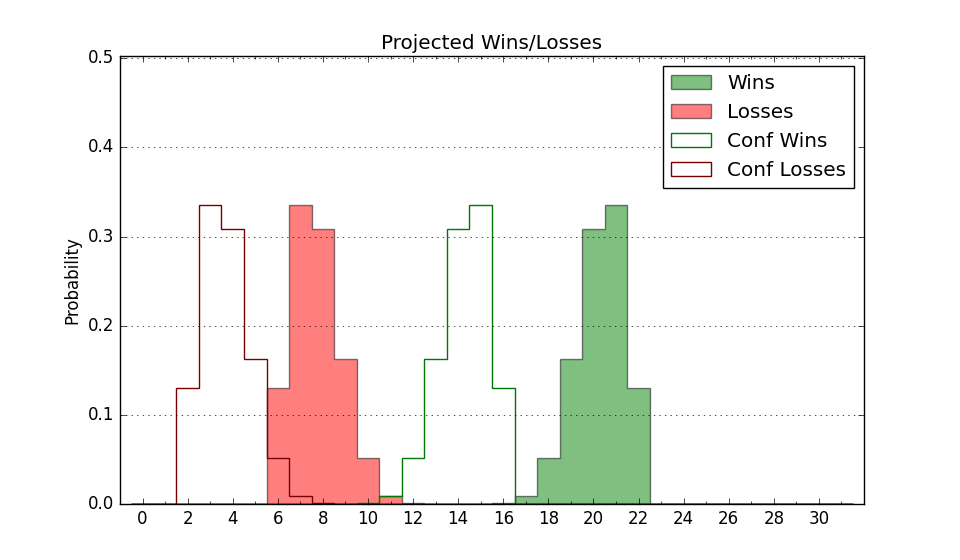 Projected Wins/Losses
0.5
0.4
0.3
0.2
0.1
0.0
Probability
Wins
Losses
Conf Wins
Conf Losses
0 2 4 6 8 10 12 14 16 18 20 22 24 26 28 30